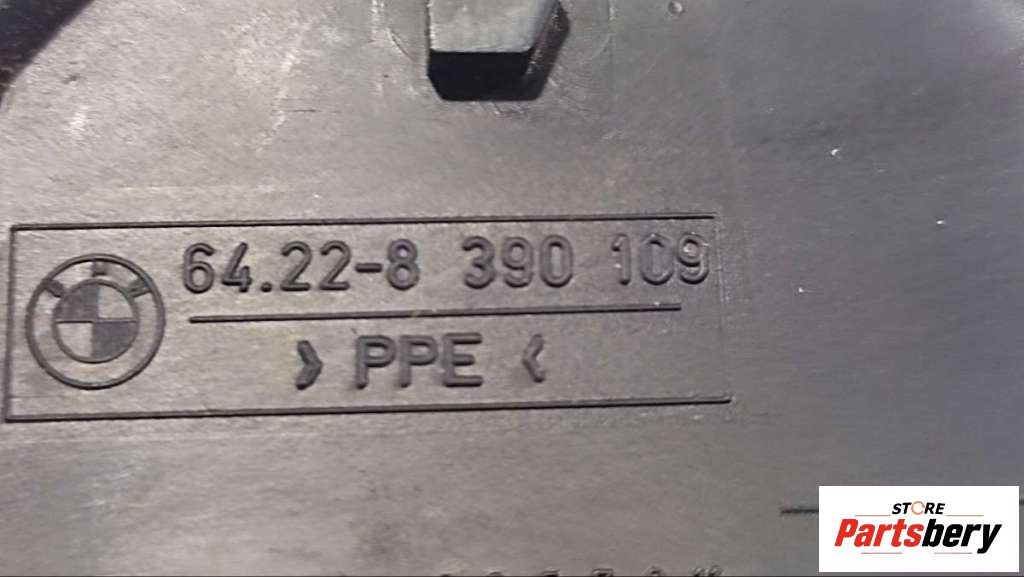 64.22-8 390 109
>PPE<
STORE
Partsbery